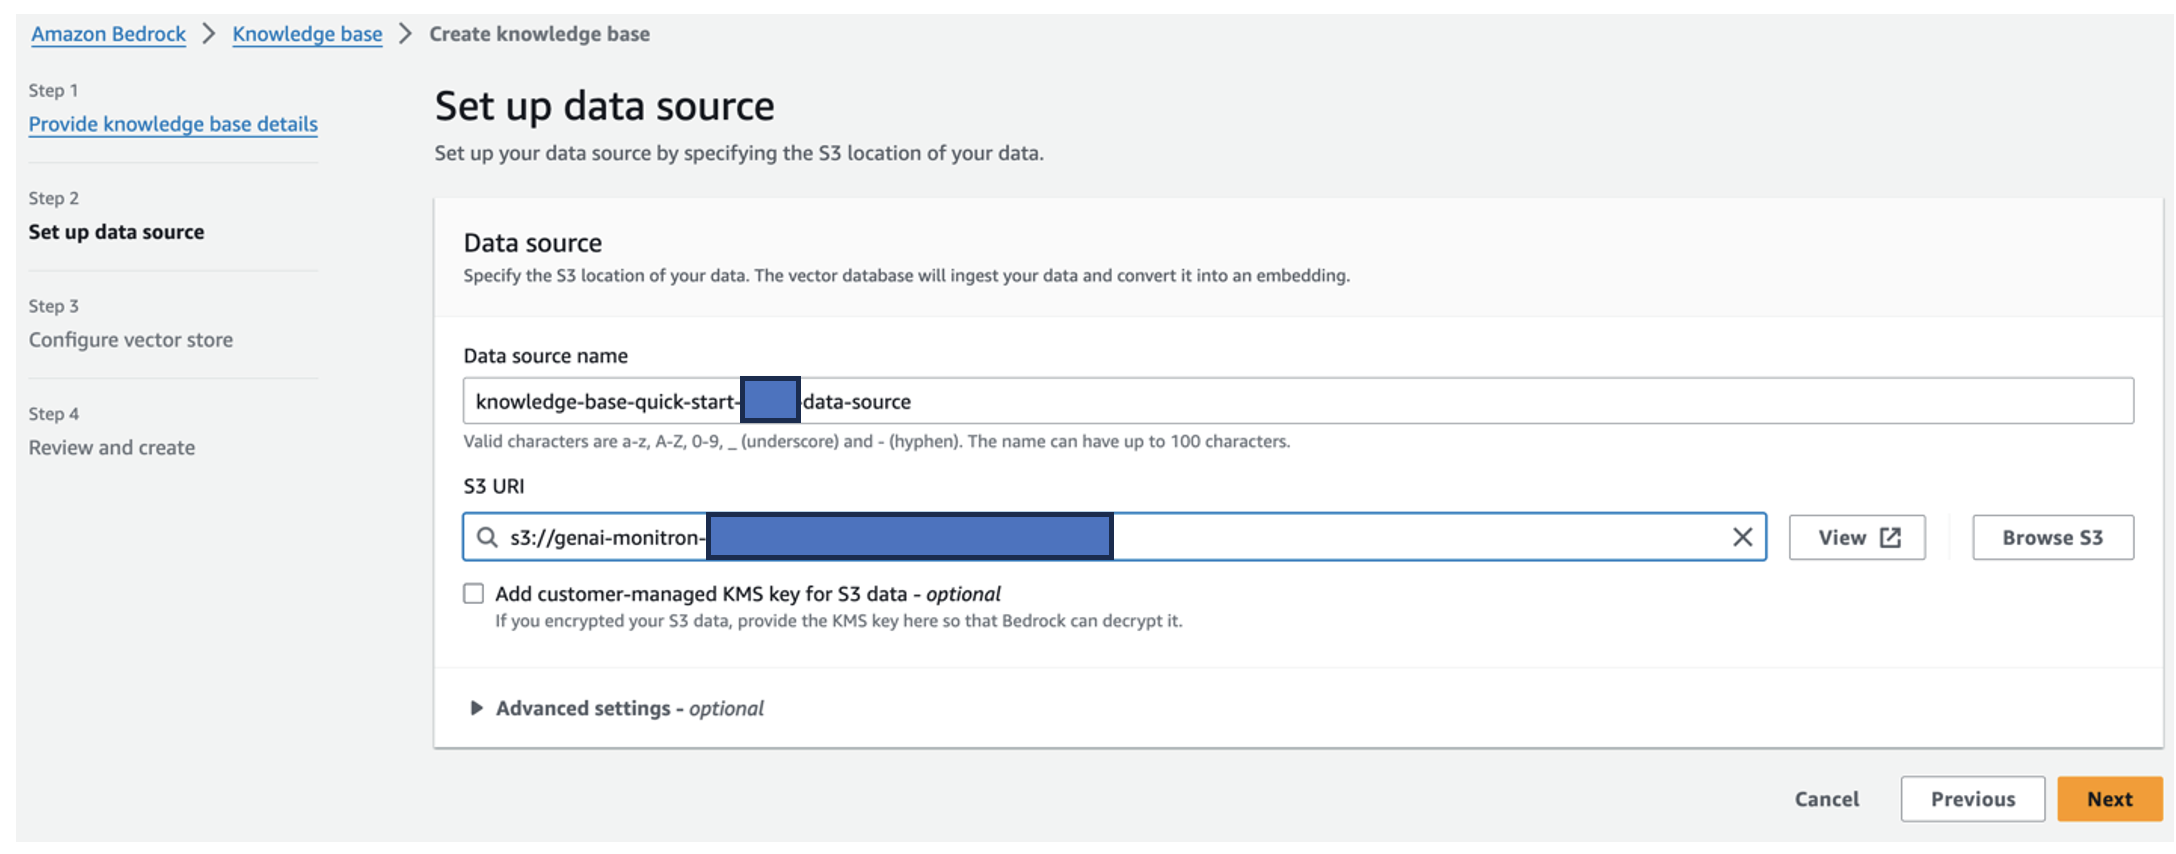 Amazon Bedrock > Knowledge base > Create knowledge base
Step 1
Provide knowledge base details
Step 2
Set up data source
Step 3
Configure vector store
Step 4
Review and create
Set up data source
Set up your data source by specifying the S3 location of your data.
Data source
Specify the S3 location of your data. The vector database will ingest your data and convert it into an embedding.
Data source name
knowledge-base-quick-start- -data-source
Valid characters are a-z, A-Z, 0-9, _ (underscore) and - (hyphen). The name can have up to 100 characters.
S3 URI
s3://genai-monitron-
View
Browse S3
Add customer-managed KMS key for S3 data - optional
If you encrypted your S3 data, provide the KMS key here so that Bedrock can decrypt it.
Advanced settings - optional
Cancel
Previous
Next